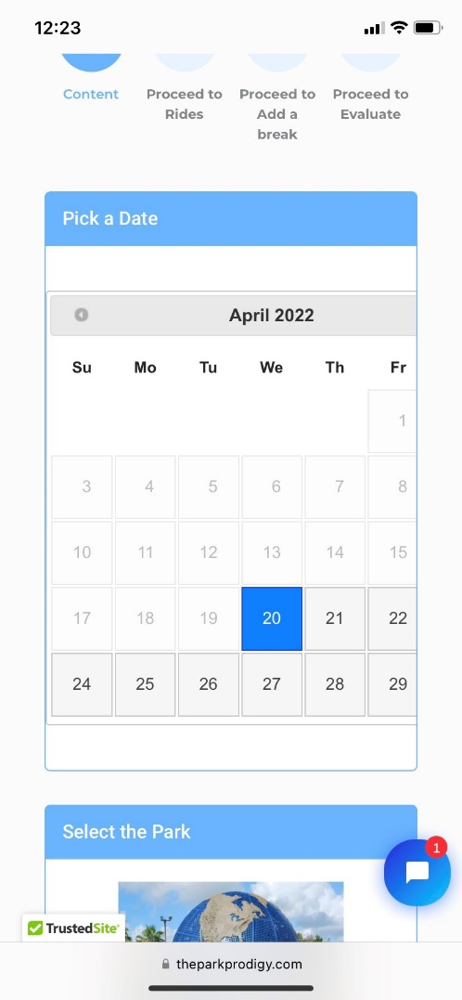 12:23
Content
Proceed to
Rides
Proceed to
Add a
break
Proceed to
Evaluate
Pick a Date
April 2022
Su Mo Tu We Th Fr
1
3 4 5 6 7 8
10 11 12 13 14 15
17 18 19 20 21 22
24 25 26 27 28 29
Select the Park
1
TrustedSite
theparkprodigy.com